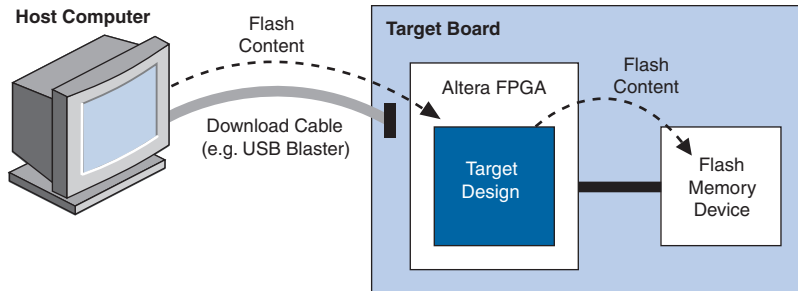 Host Computer
Flash
Content
Download Cable
(e.g. USB Blaster)
Target Board
Altera FPGA
Target
Design
Flash
Content
Flash
Memory
Device